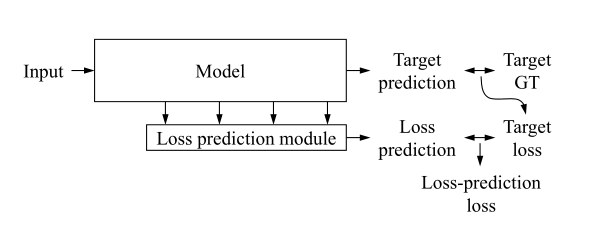 Input
Model
Target
prediction
Target
GT
Loss prediction module
Loss
prediction
Target
loss
Loss-prediction
loss